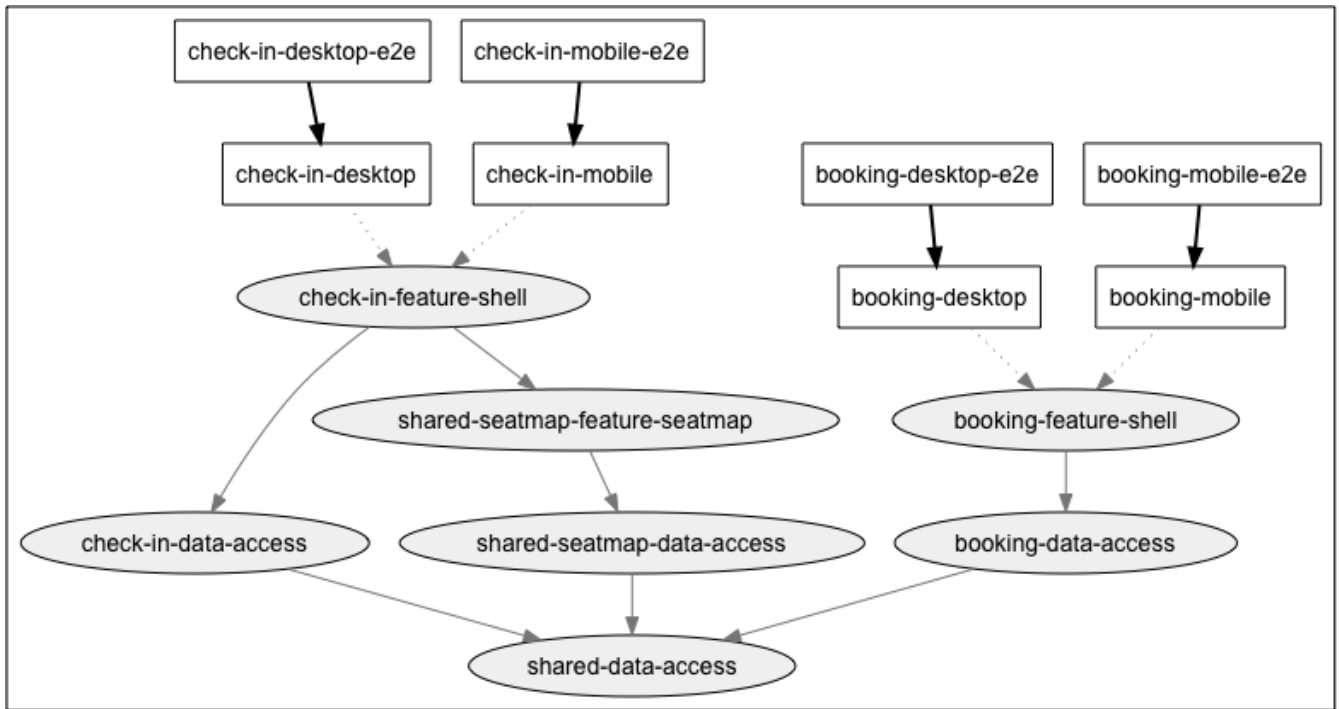 check-in-desktop-e2e
check-in-mobile-e2e
check-in-desktop
check-in-mobile
booking-desktop-e2e
booking-mobile-e2e
check-in-feature-shell
booking-desktop
booking-mobile
shared-seatmap-feature-seatmap
booking-feature-shell
check-in-data-access
shared-seatmap-data-access
booking-data-access
shared-data-access